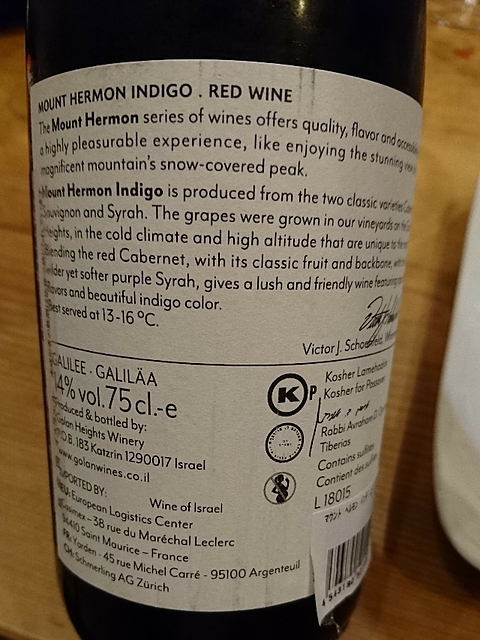 MOUNT HERMON INDIGO . RED WINE
The Mount Hermon series of wines offers quality, flavor and
a highly pleasurable experience, like enjoying the stunning
magnificent mountain's snow-covered peak.
Mount Hermon Indigo is produced from the two classic
Sauvignon and Syrah. The grapes were grown in our vineyards on the
Heights, in the cold climate and high altitude that are unique to the
Blending the red Cabernet, with its classic fruit and backbone,
wilder yet softer purple Syrah, gives a lush and friendly wine featuring
flavors and beautiful indigo color.
Best served at 13-16 °C.
Victor J.
GALILEE · GALILÄA
14% vol. 75 cl.-e
Produced & bottled by:
Golan Heights Winery
P.O B. 183 Katzrin 1290017 Israel
www.golanwines.co.il
IMPORTED BY:
Wine of Israel
European Logistics Center
38 rue du Maréchal Leclerc
94410 Saint Maurice – France
FR: Yarden - 45 rue Michel Carré - 95100 Argenteuil
CH: Schmerling AG Zürich
K P
Kosher Lamehadrin
Kosher for Passover
Rabbi Avraham D.
Tiberias
Contains sulfites
Contient des sulfites
L 18015